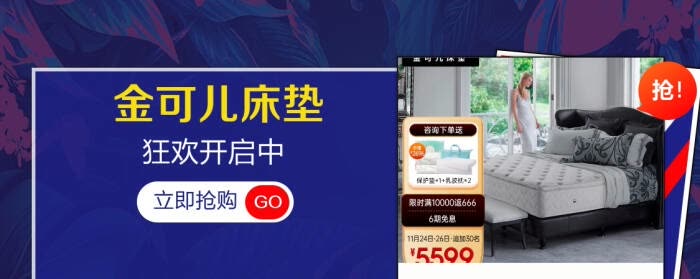 金可儿床垫
狂欢开启中
立即抢购 GO
金可儿床垫
抢!
咨询下单送
保护垫*1+乳胶枕*2
限时满10000返666
6期免息
11月24日-26日·追加30名
¥5599